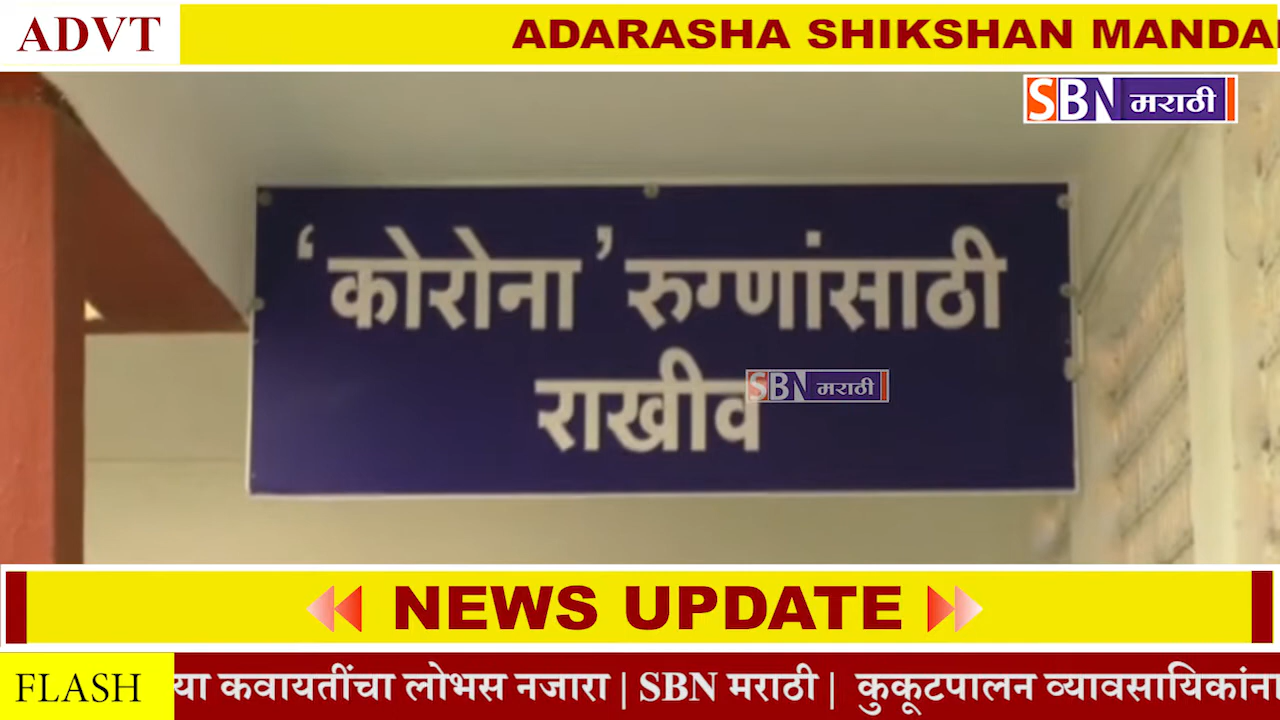 ADVT
ADARASHA SHIKSHAN MANDA
SBN मराठी
‘कोरोना’ रुग्णांसाठी
राखीव
SBN मराठी
NEWS UPDATE
FLASH
या कवायतींचा लोभस नजारा | SBN मराठी | कुकूटपालन व्यावसायिकांना